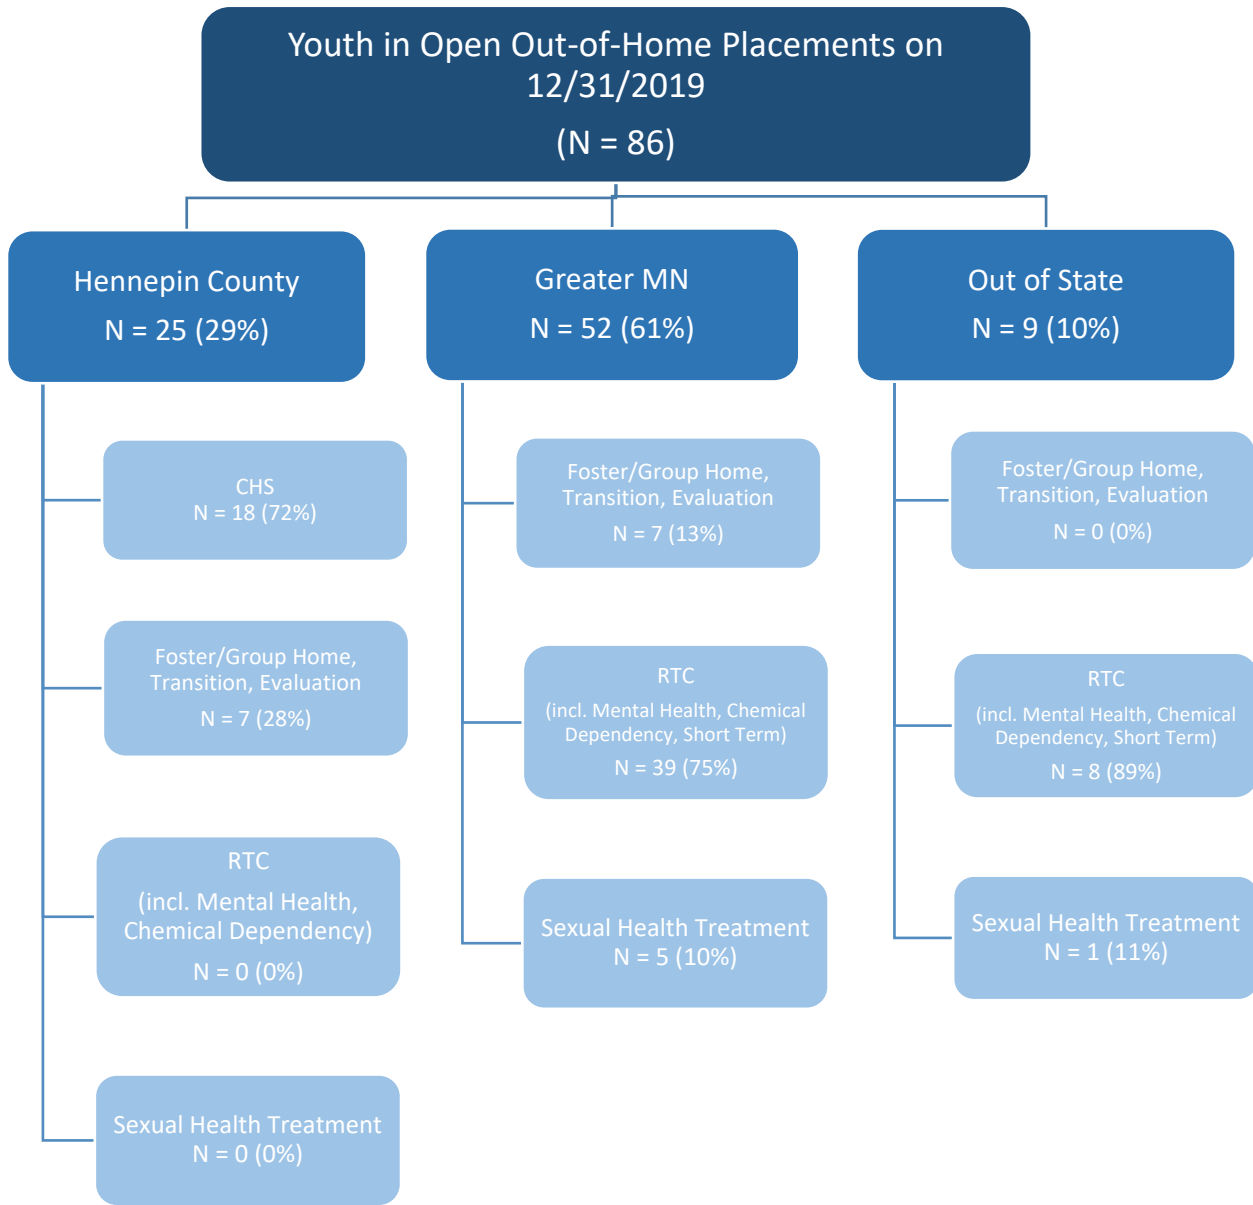 Youth in Open Out-of-Home Placements on
12/31/2019
(N = 86)
Hennepin County
N = 25 (29%)
CHS
N = 18 (72%)
Foster/Group Home,
Transition, Evaluation
N = 7 (28%)
RTC
(incl. Mental Health,
Chemical Dependency)
N = 0 (0%)
Sexual Health Treatment
N = 0 (0%)
Greater MN
N = 52 (61%)
Foster/Group Home,
Transition, Evaluation
N = 7 (13%)
RTC
(incl. Mental Health, Chemical
Dependency, Short Term)
N = 39 (75%)
Sexual Health Treatment
N = 5 (10%)
Out of State
N = 9 (10%)
Foster/Group Home,
Transition, Evaluation
N = 0 (0%)
RTC
(incl. Mental Health, Chemical
Dependency, Short Term)
N = 8 (89%)
Sexual Health Treatment
N = 1 (11%)